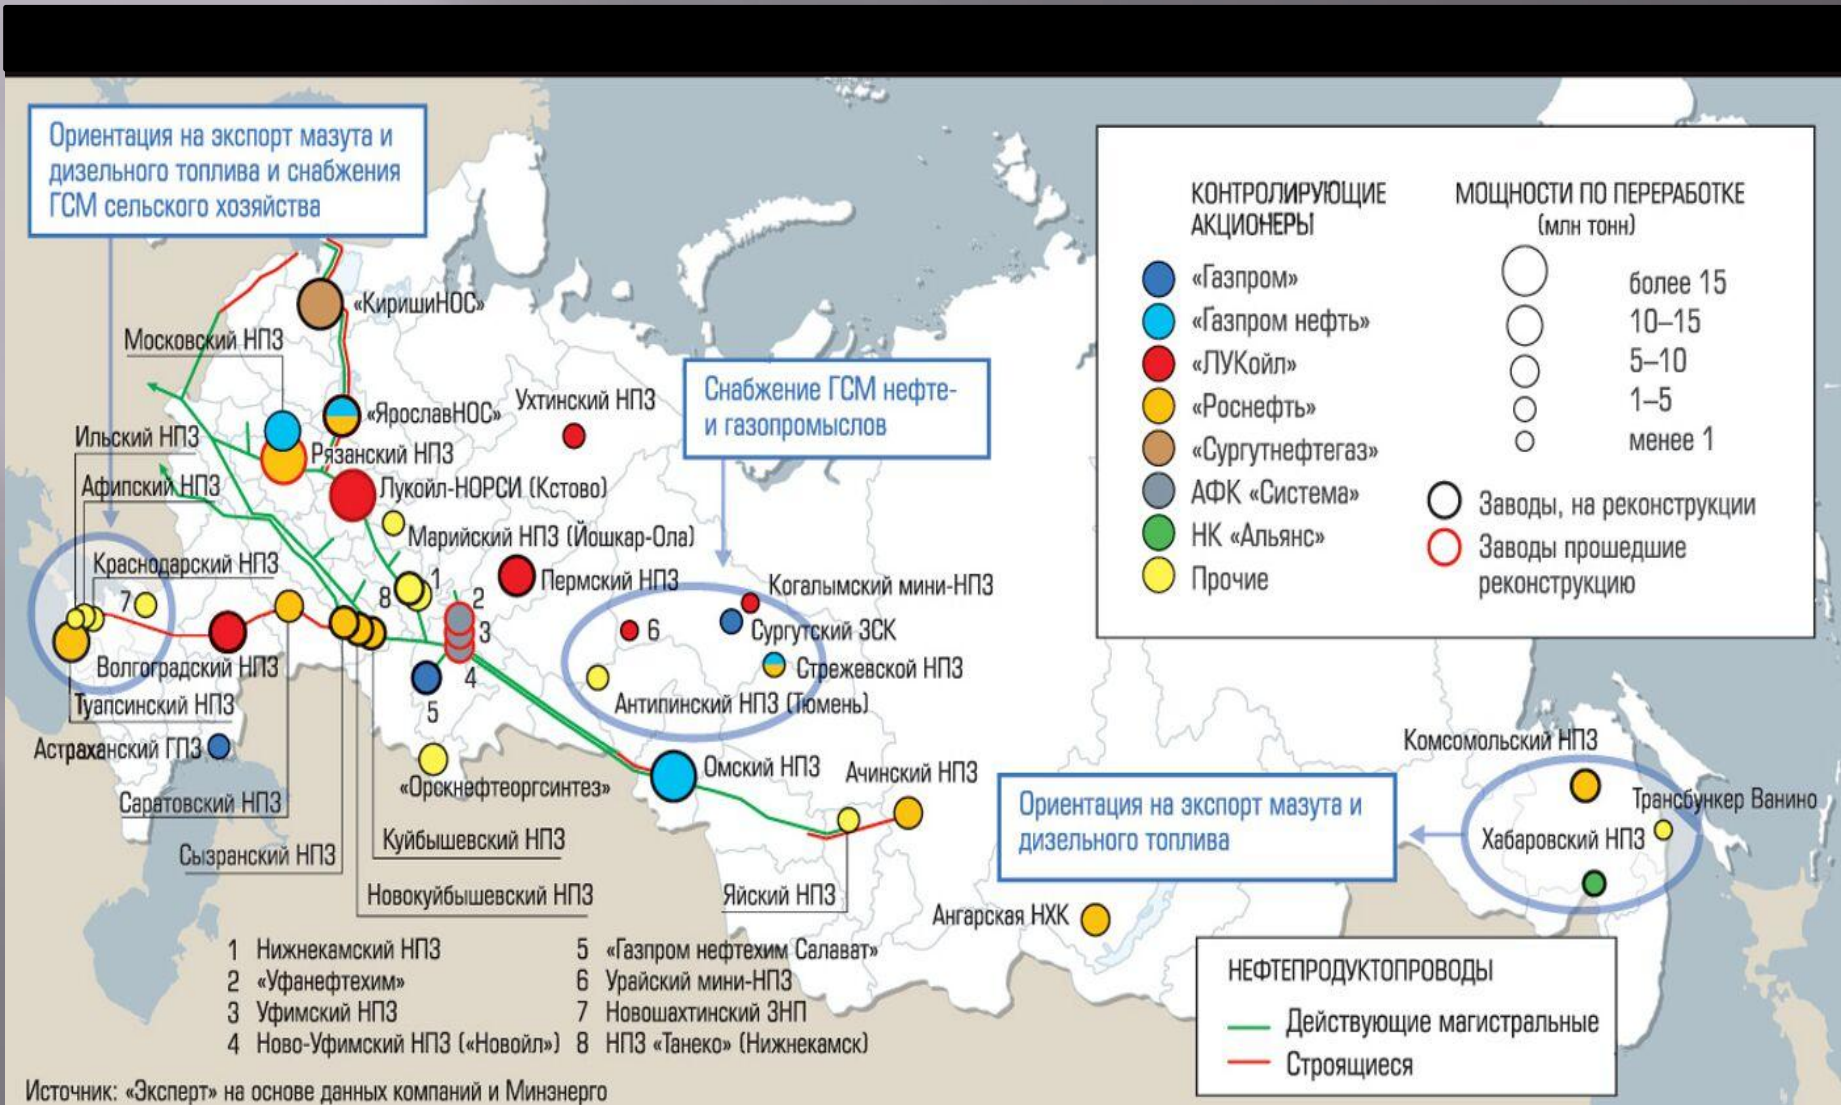 Ориентация на экспорт мазута и
дизельного топлива и снабжения
ГСМ сельского хозяйства
«КиришиНОС»
Московский НПЗ
«ЯрославНОС»
Ухтинский НПЗ
Ильский НПЗ
Рязанский НПЗ
Афипский НПЗ
Лукойл-НОРСИ (Кстово)
Марийский НПЗ (Йошкар-Ола)
Краснодарский НПЗ
Пермский НПЗ
7
8
1
2
3
4
5
Волгоградский НПЗ
Туапсинский НПЗ
Астраханский ГПЗ
«Орскнефтеоргсинтез»
Саратовский НПЗ
Сызранский НПЗ
Куйбышевский НПЗ
Новокуйбышевский НПЗ
Снабжение ГСМ нефте-
и газопромыслов
Когалымский мини-НПЗ
6
Сургутский ЗСК
Стрежевской НПЗ
Антипинский НПЗ (Тюмень)
Омский НПЗ
Ачинский НПЗ
Яйский НПЗ
Ангарская НХК
Ориентация на экспорт мазута и
дизельного топлива
Комсомольский НПЗ
Трансбункер Ванино
Хабаровский НПЗ
КОНТРОЛИРУЮЩИЕ
АКЦИОНЕРЫ
«Газпром»
«Газпром нефть»
«ЛУКойл»
«Роснефть»
«Сургутнефтегаз»
АФК «Система»
НК «Альянс»
Прочие
МОЩНОСТИ ПО ПЕРЕРАБОТКЕ
(млн тонн)
более 15
10–15
5–10
1–5
менее 1
Заводы, на реконструкции
Заводы прошедшие
реконструкцию
1 Нижнекамский НПЗ
2 «Уфанефтехим»
3 Уфимский НПЗ
4 Ново-Уфимский НПЗ («Новойл»)
5 «Газпром нефтехим Салават»
6 Урайский мини-НПЗ
7 Новошахтинский ЗНП
8 НПЗ «Танеко» (Нижнекамск)
НЕФТЕПРОДУКТОПРОВОДЫ
Действующие магистральные
Строящиеся
Источник: «Эксперт» на основе данных компаний и Минэнерго